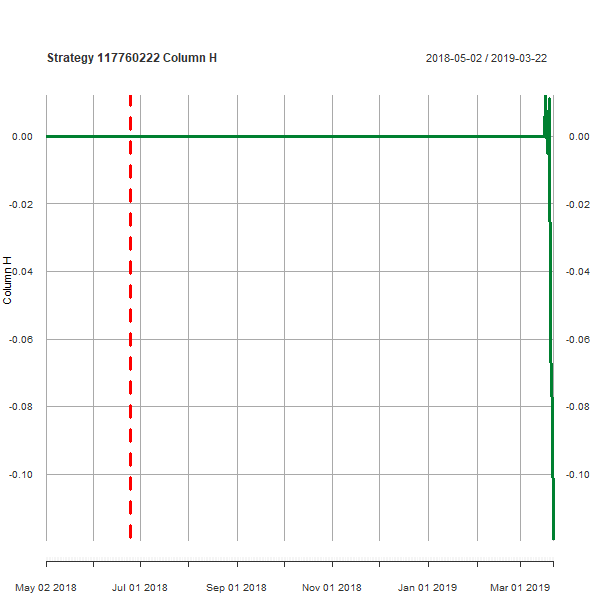 Strategy 117760222 Column H
2018-05-02 / 2019-03-22
0.00 0.00
-0.02 -0.02
Column H
-0.04 -0.04
-0.06 -0.06
-0.08 -0.08
-0.10 -0.10
May 02 2018 Jul 01 2018 Sep 01 2018 Nov 01 2018 Jan 01 2019 Mar 01 2019